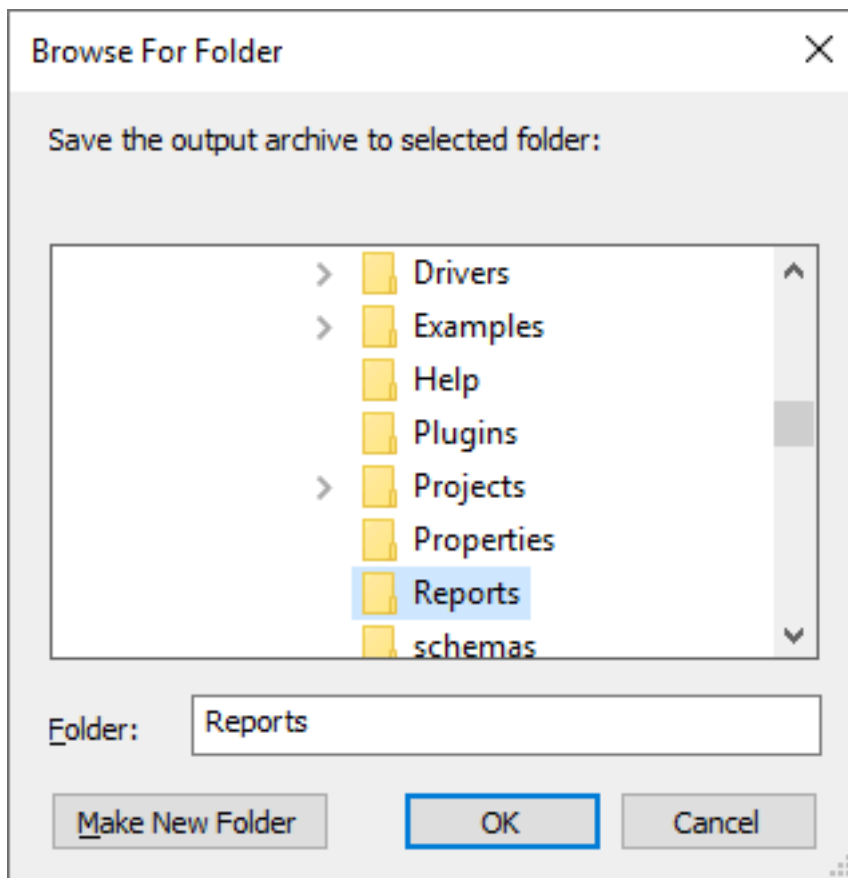 Browse For Folder
Save the output archive to selected folder:
Drivers
Examples
Help
Plugins
Projects
Properties
Reports
schemas
Folder: Reports
Make New Folder OK Cancel